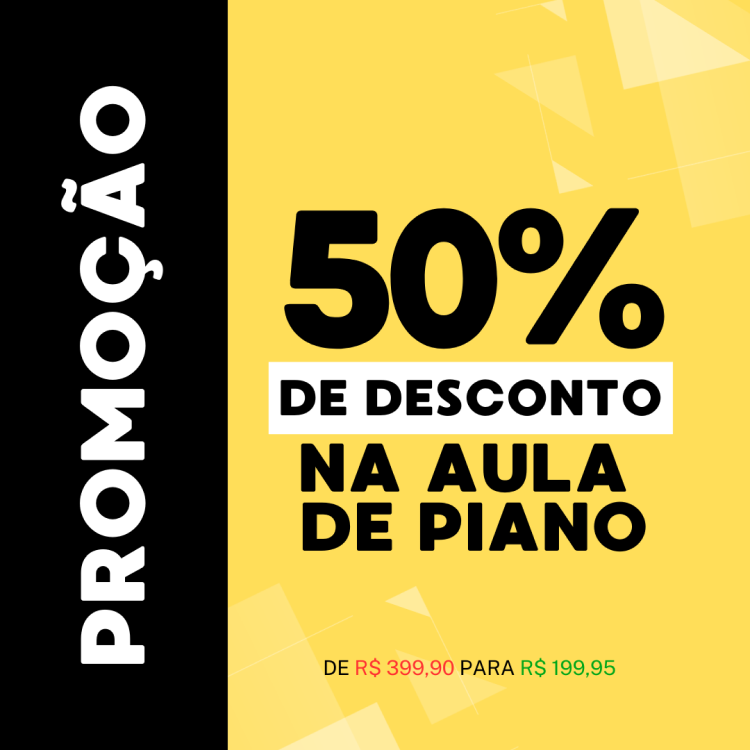 PROMOÇÃO
50%
DE DESCONTO
NA AULA
DE PIANO
DE R$ 399,90 PARA R$ 199,95